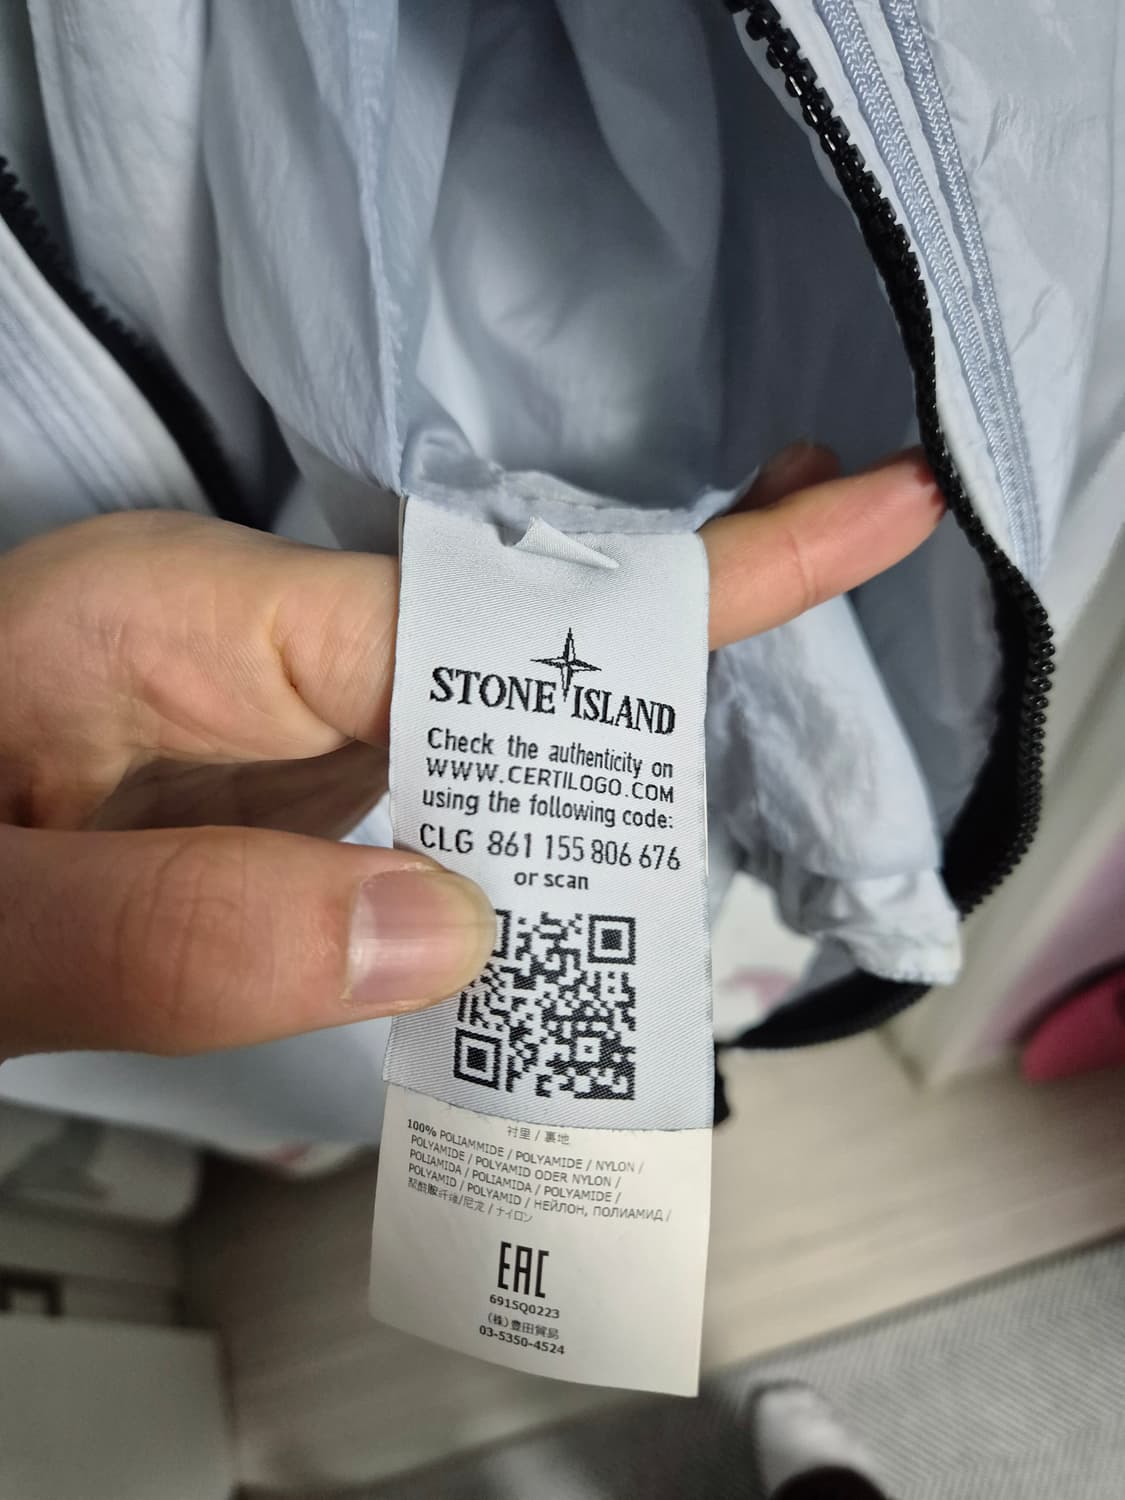 STONE ISLAND
Check the authenticity on
WWW.CERTILOGO.COM
using the following code:
CLG 861 155 806 676
or scan
衬里 / 裏地
100% POLIAMMIDE / POLYAMIDE / NYLON /
POLYAMIDE / POLYAMID ODER NYLON /
POLIAMIDA / POLIAMIDA / POLYAMIDE /
POLYAMID / POLYAMID / НЕЙЛОН, ПОЛИАМИД /
聚酰胺纤维/尼龙 / ナイロン
EAC
6915Q0223
(株)豊田貿易
03-5350-4524